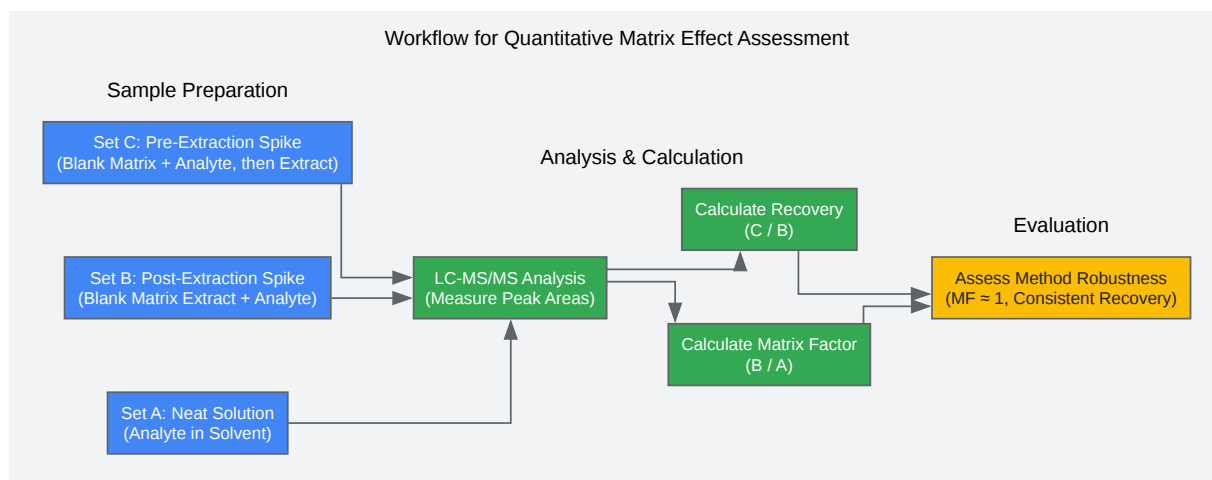 Workflow for Quantitative Matrix Effect Assessment
Sample Preparation
Set C: Pre-Extraction Spike
(Blank Matrix + Analyte, then Extract)
Set B: Post-Extraction Spike
(Blank Matrix Extract + Analyte)
Set A: Neat Solution
(Analyte in Solvent)
Analysis & Calculation
LC-MS/MS Analysis
(Measure Peak Areas)
Calculate Recovery
(C / B)
Calculate Matrix Factor
(B / A)
Evaluation
Assess Method Robustness
(MF ≈ 1, Consistent Recovery)